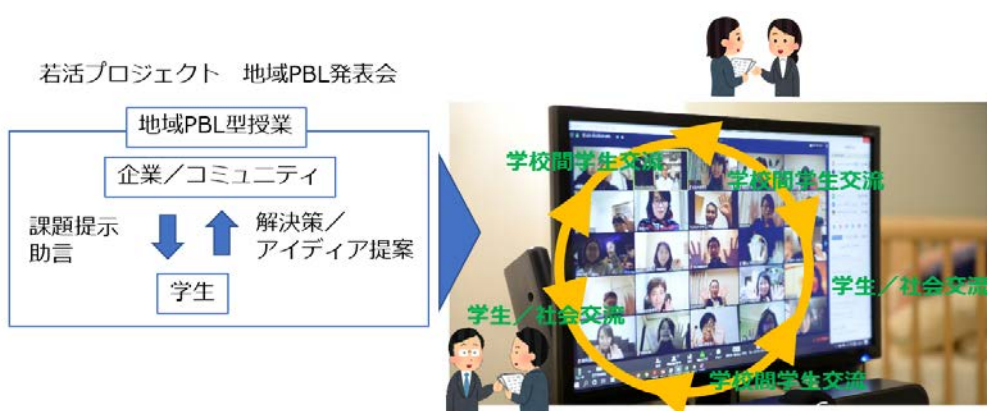 若活プロジェクト　地域PBL発表会
地域PBL型授業
企業／コミュニティ
課題提示
助言
解決策／
アイディア提案
学生
学校間学生交流
学校間学生交流
学生／社会交流
学生／社会交流
学校間学生交流